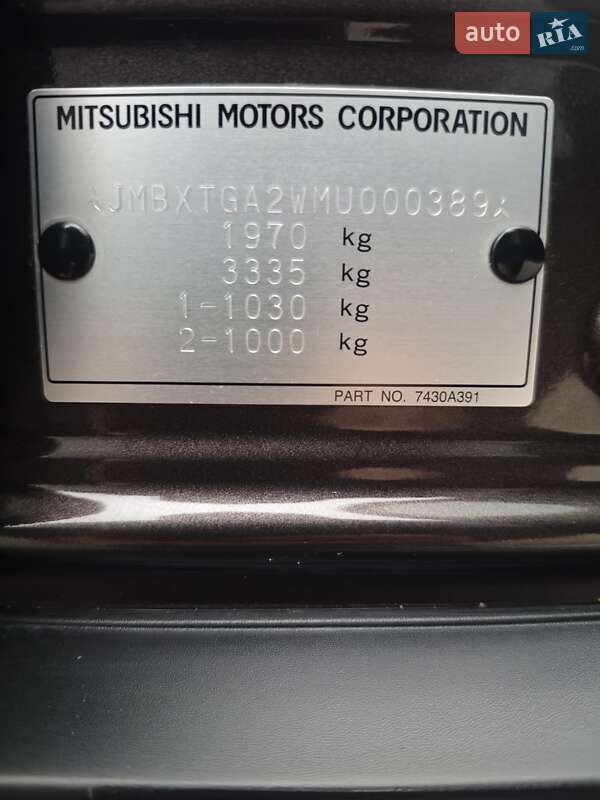 auto RIA .com
MITSUBISHI MOTORS CORPORATION
JMBXTGA2WMU000389
1970 kg
3335 kg
1-1030 kg
2-1000 kg
PART NO. 7430A391